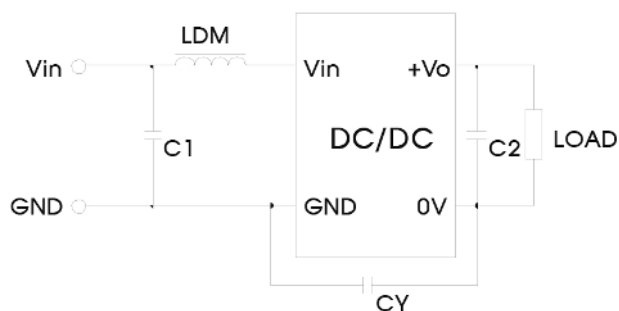 LDM
Vin
Vin
+Vo
C1
DC/DC
C2
LOAD
GND
GND
0V
CY